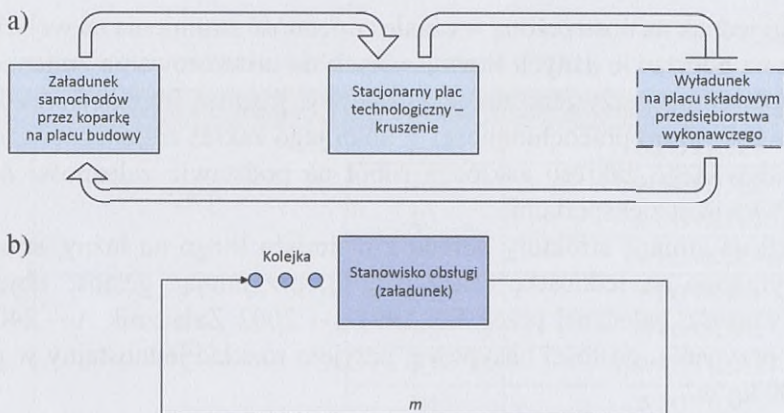 a)
Załadunek
samochodów
przez koparkę
na placu budowy
Stacjonarny plac
technologiczny –
kruszenie
Wyładunek
na placu składowym
przedsiębiorstwa
wykonawczego
b)
Kolejka
Stanowisko obsługi
(załadunek)
m